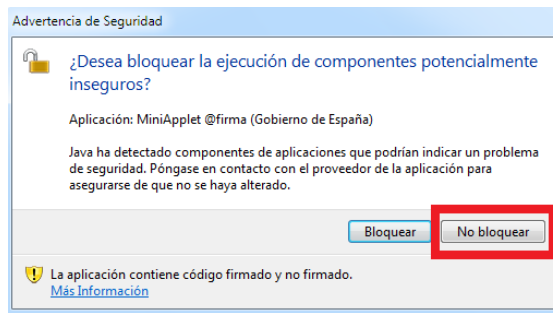 Advertencia de Seguridad
¿Desea bloquear la ejecución de componentes potencialmente
inseguros?
Aplicación: MiniApplet @firma (Gobierno de España)
Java ha detectado componentes de aplicaciones que podrían indicar un problema
de seguridad. Póngase en contacto con el proveedor de la aplicación para
asegurarse de que no se haya alterado.
Bloquear No bloquear
La aplicación contiene código firmado y no firmado.
Más Información